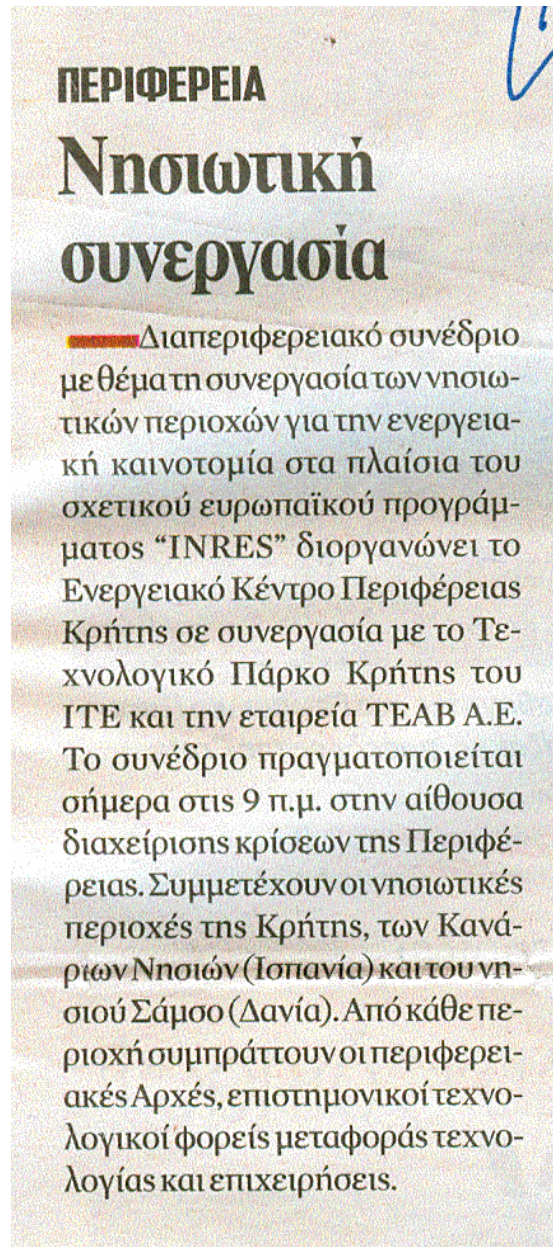 ΠΕΡΙΦΕΡΕΙΑ
Νησιωτική
συνεργασία
Διαπεριφερειακό συνέδριο
με θέμα τη συνεργασία των νησιω-
τικών περιοχών για την ενεργεια-
κή καινοτομία στα πλαίσια του
σχετικού ευρωπαϊκού προγράμ-
ματος “INRES” διοργανώνει το
Ενεργειακό Κέντρο Περιφέρειας
Κρήτης σε συνεργασία με το Τε-
χνολογικό Πάρκο Κρήτης του
ΙΤΕ και την εταιρεία ΤΕΑΒ Α.Ε.
Το συνέδριο πραγματοποιείται
σήμερα στις 9 π.μ. στην αίθουσα
διαχείρισης κρίσεων της Περιφέ-
ρειας. Συμμετέχουν οι νησιωτικές
περιοχές της Κρήτης, των Κανά-
ριων Νησιών (Ισπανία) και του νη-
σιού Σάμσο (Δανία). Από κάθε πε-
ριοχή συμπράττουν οι περιφερει-
ακές Αρχές, επιστημονικοί τεχνο-
λογικοί φορείς μεταφοράς τεχνο-
λογίας και επιχειρήσεις.